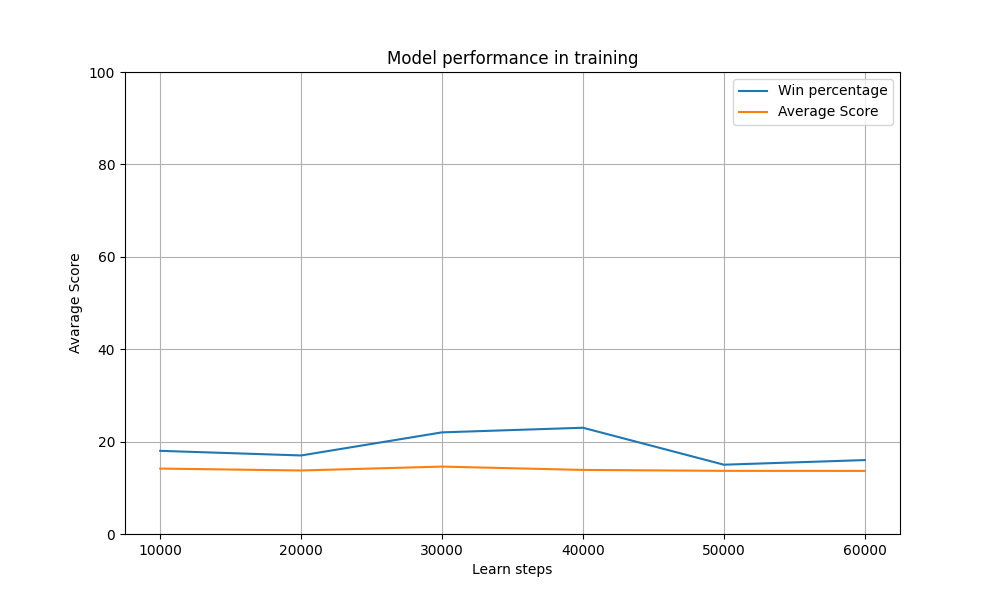 Model performance in training
Win percentage
Average Score
Avarage Score
100
80
60
40
20
0
10000 20000 30000 40000 50000 60000
Learn steps